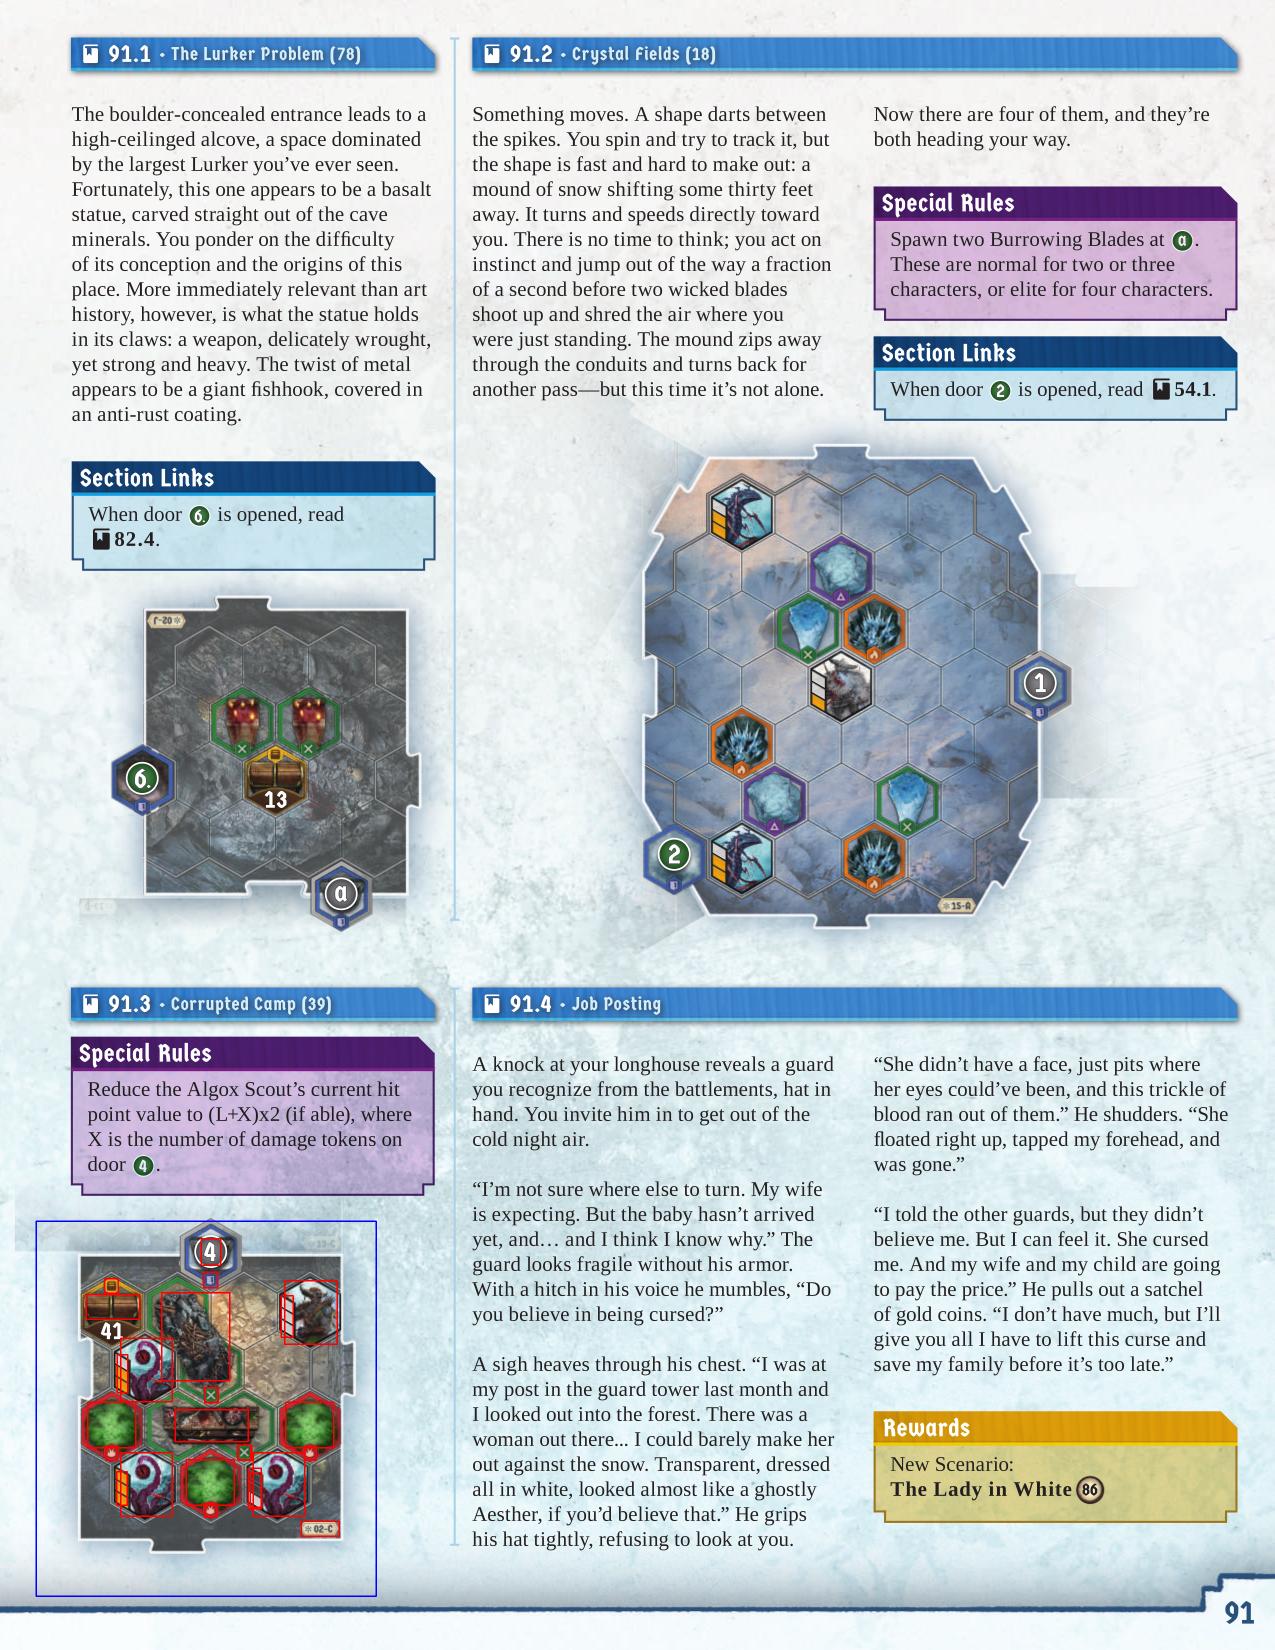 91.1 · The Lurker Problem (78)
The boulder-concealed entrance leads to a
high-ceilinged alcove, a space dominated
by the largest Lurker you’ve ever seen.
Fortunately, this one appears to be a basalt
statue, carved straight out of the cave
minerals. You ponder on the difficulty
of its conception and the origins of this
place. More immediately relevant than art
history, however, is what the statue holds
in its claws: a weapon, delicately wrought,
yet strong and heavy. The twist of metal
appears to be a giant fishhook, covered in
an anti-rust coating.
Section Links
When door 6. is opened, read
82.4.
02-J
6.
13
a
91.2 · Crystal Fields (18)
Something moves. A shape darts between
the spikes. You spin and try to track it, but
the shape is fast and hard to make out: a
mound of snow shifting some thirty feet
away. It turns and speeds directly toward
you. There is no time to think; you act on
instinct and jump out of the way a fraction
of a second before two wicked blades
shoot up and shred the air where you
were just standing. The mound zips away
through the conduits and turns back for
another pass—but this time it’s not alone.
Now there are four of them, and they’re
both heading your way.
Special Rules
Spawn two Burrowing Blades at a.
These are normal for two or three
characters, or elite for four characters.
Section Links
When door 2 is opened, read 54.1.
1
2
15-A
91.3 · Corrupted Camp (39)
Special Rules
Reduce the Algox Scout’s current hit
point value to (L+X)x2 (if able), where
X is the number of damage tokens on
door 4.
4
41
02-C
91.4 · Job Posting
A knock at your longhouse reveals a guard
you recognize from the battlements, hat in
hand. You invite him in to get out of the
cold night air.
“I’m not sure where else to turn. My wife
is expecting. But the baby hasn’t arrived
yet, and… and I think I know why.” The
guard looks fragile without his armor.
With a hitch in his voice he mumbles, “Do
you believe in being cursed?”
A sigh heaves through his chest. “I was at
my post in the guard tower last month and
I looked out into the forest. There was a
woman out there... I could barely make her
out against the snow. Transparent, dressed
all in white, looked almost like a ghostly
Aesther, if you’d believe that.” He grips
his hat tightly, refusing to look at you.
“She didn’t have a face, just pits where
her eyes could’ve been, and this trickle of
blood ran out of them.” He shudders. “She
floated right up, tapped my forehead, and
was gone.”
“I told the other guards, but they didn’t
believe me. But I can feel it. She cursed
me. And my wife and my child are going
to pay the price.” He pulls out a satchel
of gold coins. “I don’t have much, but I’ll
give you all I have to lift this curse and
save my family before it’s too late.”
Rewards
New Scenario:
The Lady in White 86
91